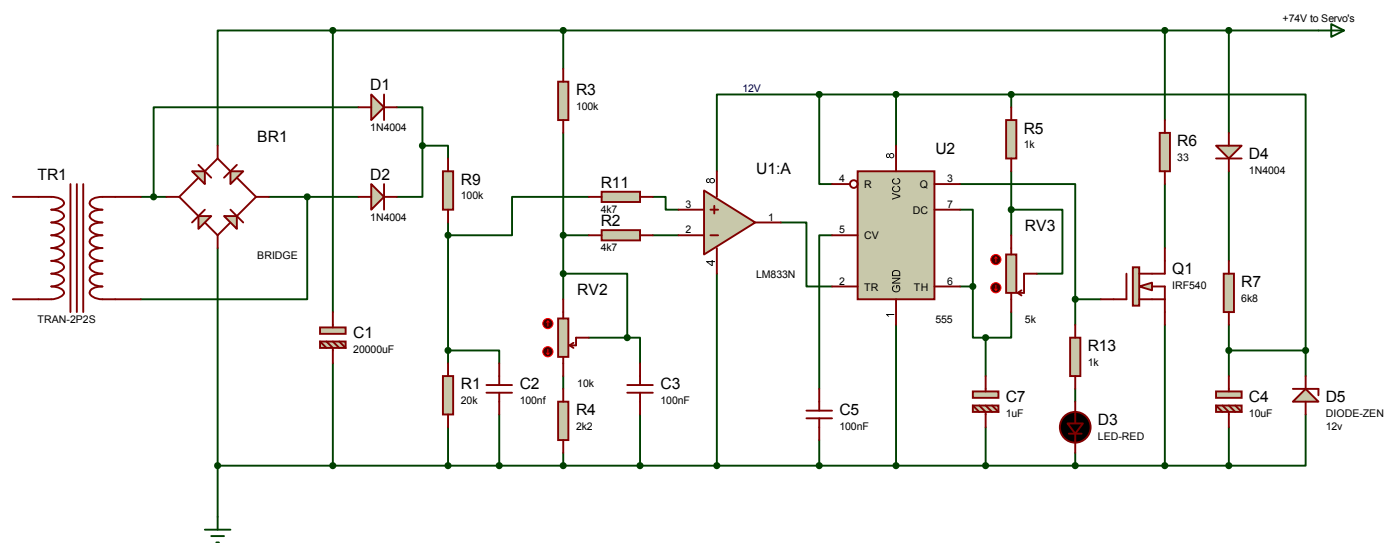 +74V to Servo's
D1
1N4004
BR1
BRIDGE
D2
1N4004
TR1
TRAN-2P2S
C1
20000uF
R9
100k
R1
20k
C2
100nf
R3
100k
R11
4k7
R2
4k7
RV2
10k
R4
2k2
C3
100nF
12V
U1:A
8
3
2
4
1
LM833N
U2
555
4
R
8
VCC
3
Q
7
DC
5
CV
2
TR
1
GND
6
TH
C5
100nF
R5
1k
RV3
5k
C7
1uF
R13
1k
D3
LED-RED
R6
33
Q1
IRF540
D4
1N4004
R7
6k8
C4
10uF
D5
DIODE-ZEN
12v